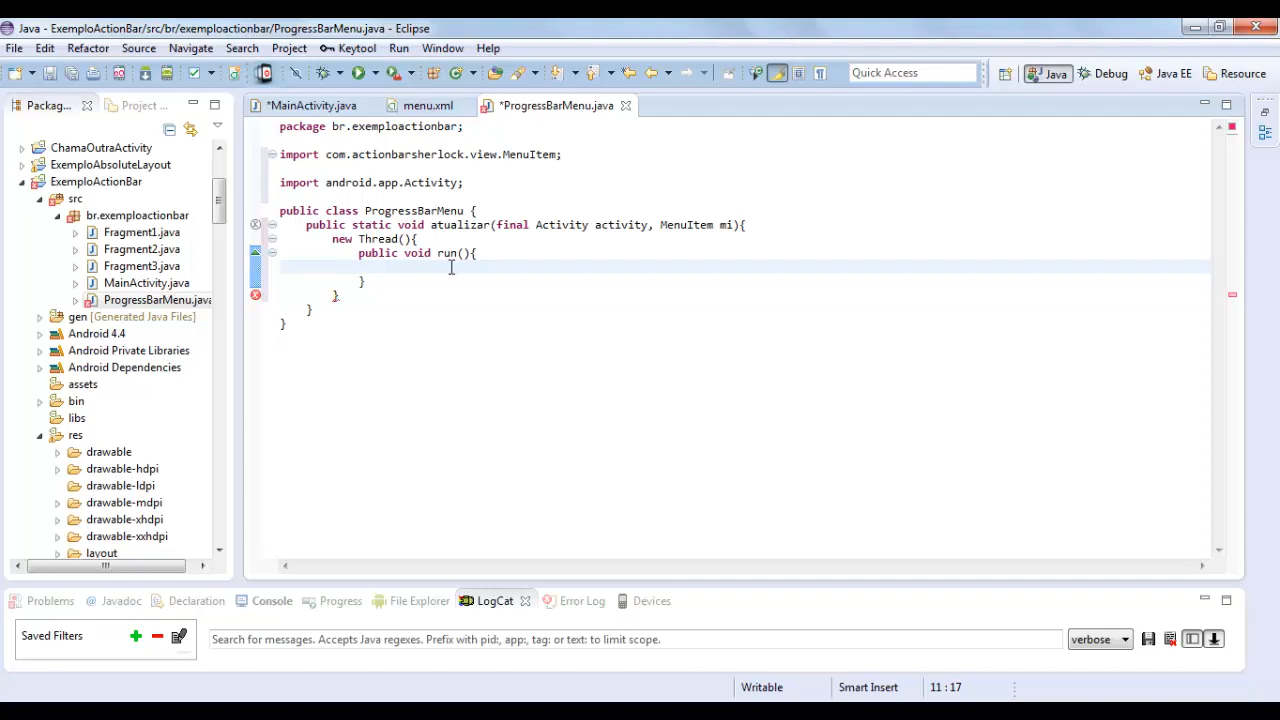 Java - ExemploActionBar/src/br/exemploactionbar/ProgressBarMenu.java - Eclipse
File Edit Refactor Source Navigate Search Project Keytool Run Window Help
Quick Access Java Debug Java EE Resource
Packag... Project ... *MainActivity.java menu.xml *ProgressBarMenu.java
ChamaOutraActivity
ExemploAbsoluteLayout
ExemploActionBar
src
br.exemploactionbar
Fragment1.java
Fragment2.java
Fragment3.java
MainActivity.java
ProgressBarMenu.java
gen [Generated Java Files]
Android 4.4
Android Private Libraries
Android Dependencies
assets
bin
libs
res
drawable
drawable-hdpi
drawable-ldpi
drawable-mdpi
drawable-xhdpi
drawable-xxhdpi
layout
package br.exemploactionbar;
import com.actionbarsherlock.view.MenuItem;
import android.app.Activity;
public class ProgressBarMenu {
public static void atualizar(final Activity activity, MenuItem mi){
new Thread(){
public void run(){
}
}
}
}
Problems Javadoc Declaration Console Progress File Explorer LogCat Error Log Devices
Saved Filters
Search for messages. Accepts Java regexes. Prefix with pid:, app:, tag: or text: to limit scope.
verbose
Writable Smart Insert 11 : 17